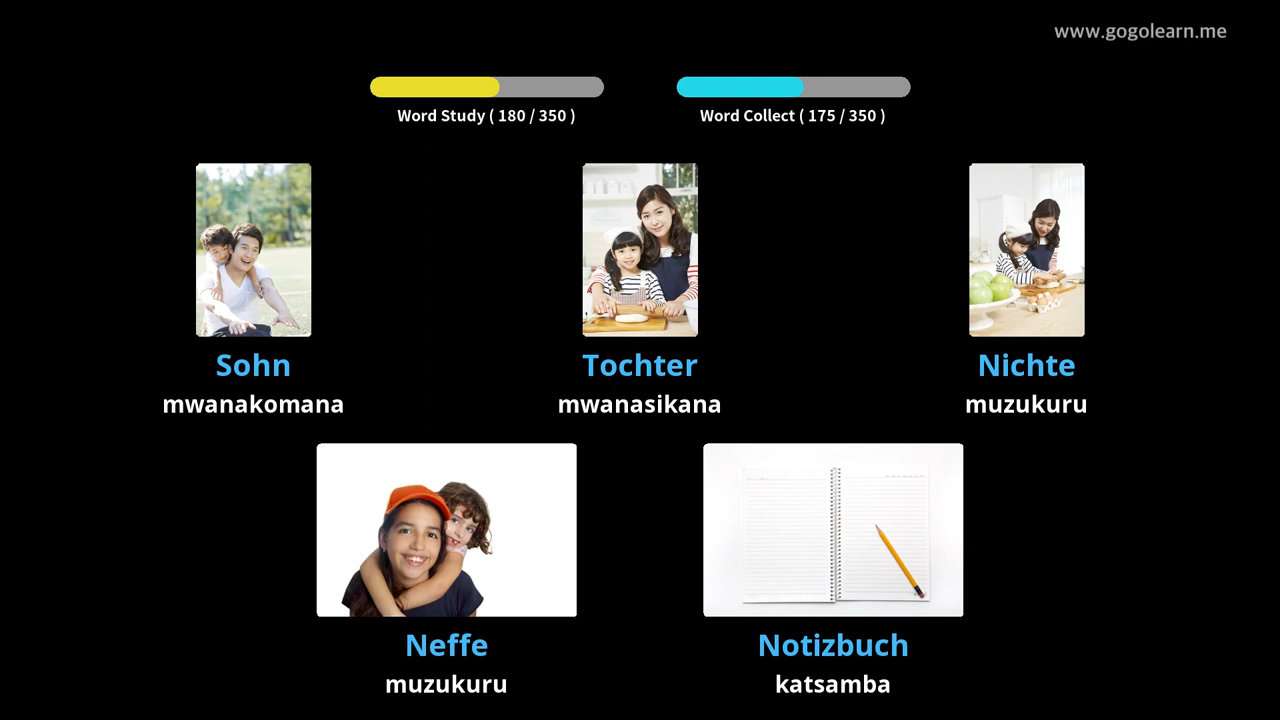 www.gogolearn.me
Word Study ( 180 / 350 )
Word Collect ( 175 / 350 )
Sohn
mwanakomana
Tochter
mwanasikana
Nichte
muzukuru
Neffe
muzukuru
Notizbuch
katsamba